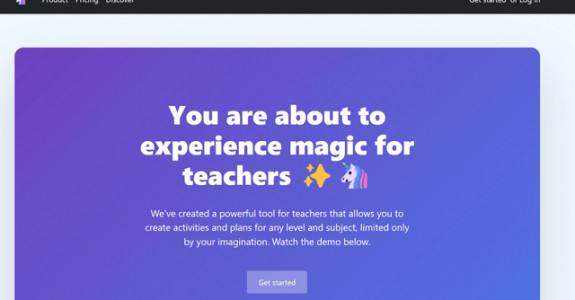 Product Pricing Discover Get started or Log in
You are about to
experience magic for
teachers ✨ 🦄
We've created a powerful tool for teachers that allows you to
create activities and plans for any level and subject, limited only
by your imagination. Watch the demo below.
Get started